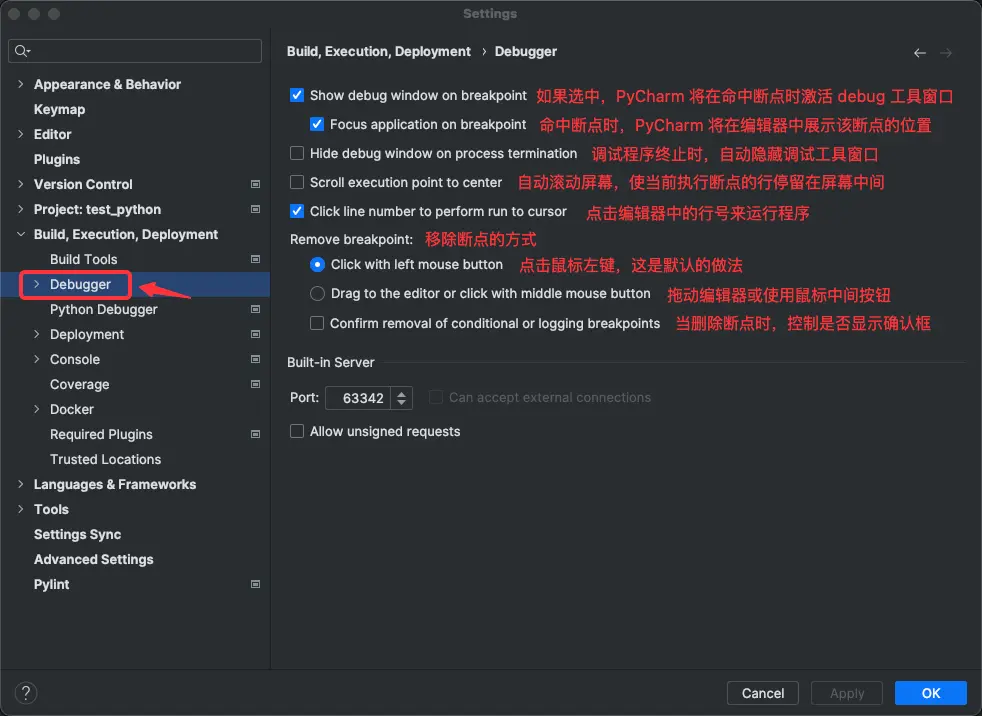 Settings
Build, Execution, Deployment › Debugger
Appearance & Behavior
Keymap
Editor
Plugins
Version Control
Project: test_python
Build, Execution, Deployment
Build Tools
Debugger
Python Debugger
Deployment
Console
Coverage
Docker
Required Plugins
Trusted Locations
Languages & Frameworks
Tools
Settings Sync
Advanced Settings
Pylint
Show debug window on breakpoint 如果选中，PyCharm 将在命中断点时激活 debug 工具窗口
Focus application on breakpoint 命中断点时，PyCharm 将在编辑器中展示该断点的位置
Hide debug window on process termination 调试程序终止时，自动隐藏调试工具窗口
Scroll execution point to center 自动滚动屏幕，使当前执行断点的行停留在屏幕中间
Click line number to perform run to cursor 点击编辑器中的行号来运行程序
Remove breakpoint: 移除断点的方式
Click with left mouse button 点击鼠标左键，这是默认的做法
Drag to the editor or click with middle mouse button 拖动编辑器或使用鼠标中间按钮
Confirm removal of conditional or logging breakpoints 当删除断点时，控制是否显示确认框
Built-in Server
Port: 63342 Can accept external connections
Allow unsigned requests
? Cancel Apply OK